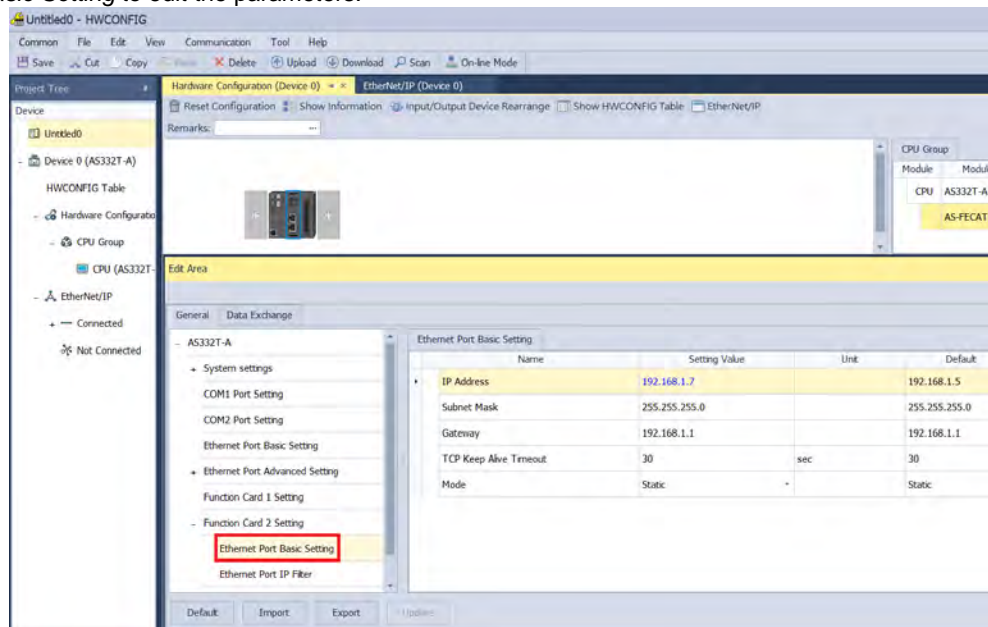 Setting to edit the parameters.
Untitled0 - HWCONFIG
Common File Edit View Communication Tool Help
Save Cut Copy Delete Upload Download Scan On-line Mode
Project Tree Hardware Configuration (Device 0) EtherNet/IP (Device 0)
Device Reset Configuration Show Information Input/Output Device Rearrange Show HWCONFIG Table EtherNet/IP
Untitled0 Remarks: ...
CPU Group
- Device 0 (AS332T-A)
Module Modul
HWCONFIG Table
CPU AS332T-A
- Hardware Configuratio
AS-FECAT
- CPU Group
CPU (AS332T-
Edit Area
- EtherNet/IP
+ Connected
Not Connected
General Data Exchange
- AS332T-A
+ System settings
COM1 Port Setting
COM2 Port Setting
Ethernet Port Basic Setting
+ Ethernet Port Advanced Setting
Function Card 1 Setting
- Function Card 2 Setting
Ethernet Port Basic Setting
Ethernet Port IP Filter
Ethernet Port Basic Setting
Name Setting Value Unit Default
IP Address 192.168.1.7 192.168.1.5
Subnet Mask 255.255.255.0 255.255.255.0
Gateway 192.168.1.1 192.168.1.1
TCP Keep Alive Timeout 30 sec 30
Mode Static Static
Default Import Export Update